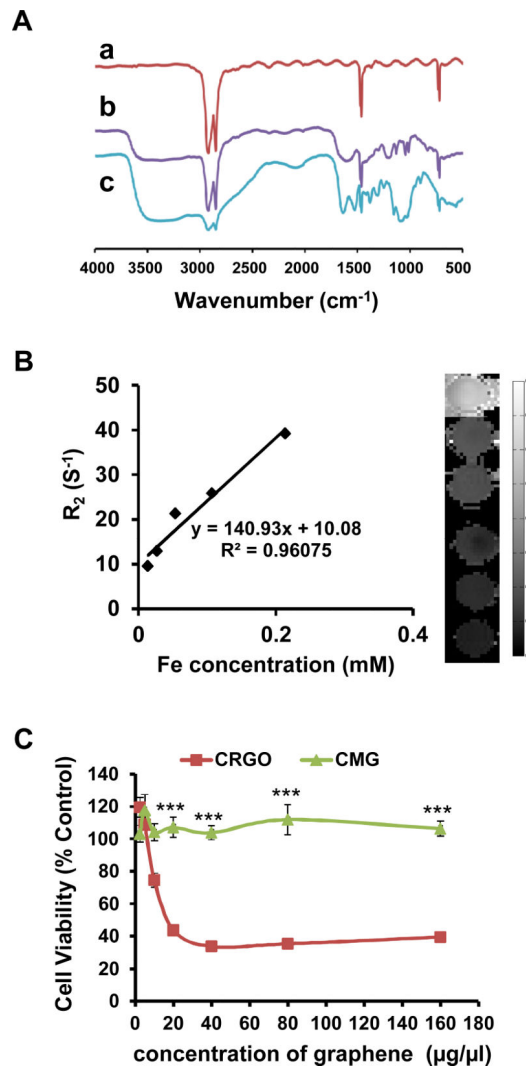 A
a
b
c
4000 3500 3000 2500 2000 1500 1000 500
Wavenumber (cm⁻¹)
B
50
40
30
20
10
0
R₂ (S⁻¹)
y = 140.93x + 10.08
R² = 0.96075
0 0.2 0.4
Fe concentration (mM)
C
CRGO CMG
140
120
100
80
60
40
20
0
Cell Viability (% Control)
*** *** *** ***
0 20 40 60 80 100 120 140 160 180
concentration of graphene (µg/µl)